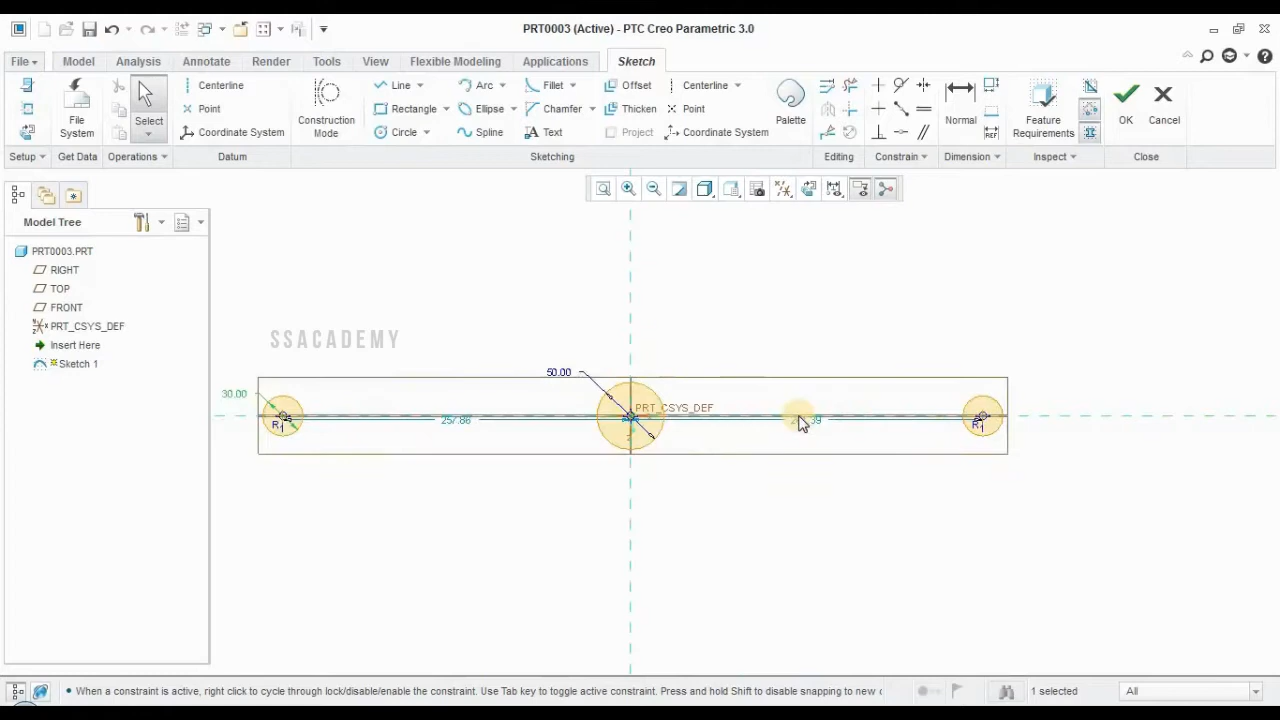 PRT0003 (Active) - PTC Creo Parametric 3.0
File Model Analysis Annotate Render Tools View Flexible Modeling Applications Sketch
Centerline Line Arc Fillet Offset Centerline
Point Rectangle Ellipse Chamfer Thicken Point
File System Select Coordinate System Construction Mode Circle Spline Text Project Coordinate System Palette Normal Feature Requirements OK Cancel
Setup Get Data Operations Datum Sketching Editing Constrain Dimension Inspect Close
Model Tree
PRT0003.PRT
RIGHT
TOP
FRONT
PRT_CSYS_DEF
Insert Here
Sketch 1
SSACADEMY
50.00
30.00
PRT_CSYS_DEF
257.86
R1
R1
• When a constraint is active, right click to cycle through lock/disable/enable the constraint. Use Tab key to toggle active constraint. Press and hold Shift to disable snapping to new
1 selected
All